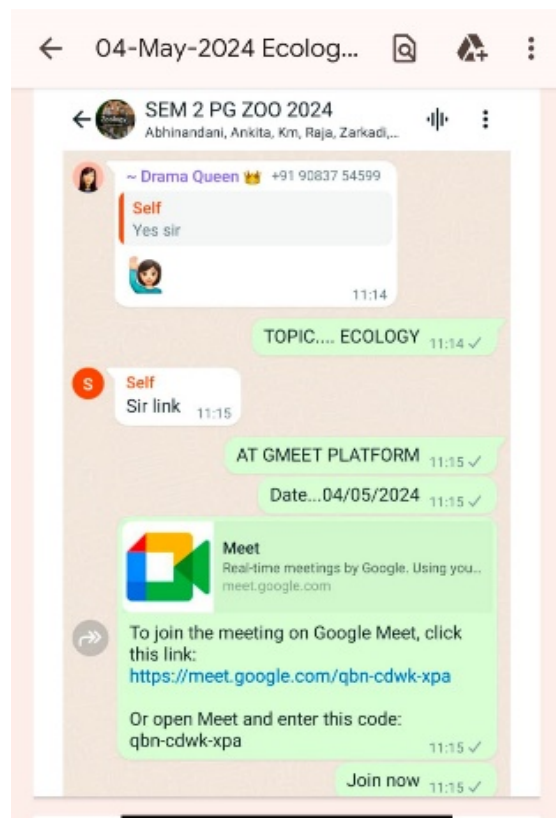 04-May-2024 Ecolog...
SEM 2 PG ZOO 2024
Abhinandani, Ankita, Km, Raja, Zarkadi,...
~ Drama Queen 👑 +91 90837 54599
Self
Yes sir
🙋🏻‍♀️
11:14
TOPIC.... ECOLOGY 11:14
S
Self
Sir link 11:15
AT GMEET PLATFORM 11:15
Date...04/05/2024 11:15
Meet
Real-time meetings by Google. Using you...
meet.google.com
To join the meeting on Google Meet, click
this link:
https://meet.google.com/qbn-cdwk-xpa
Or open Meet and enter this code:
qbn-cdwk-xpa
11:15
Join now 11:15